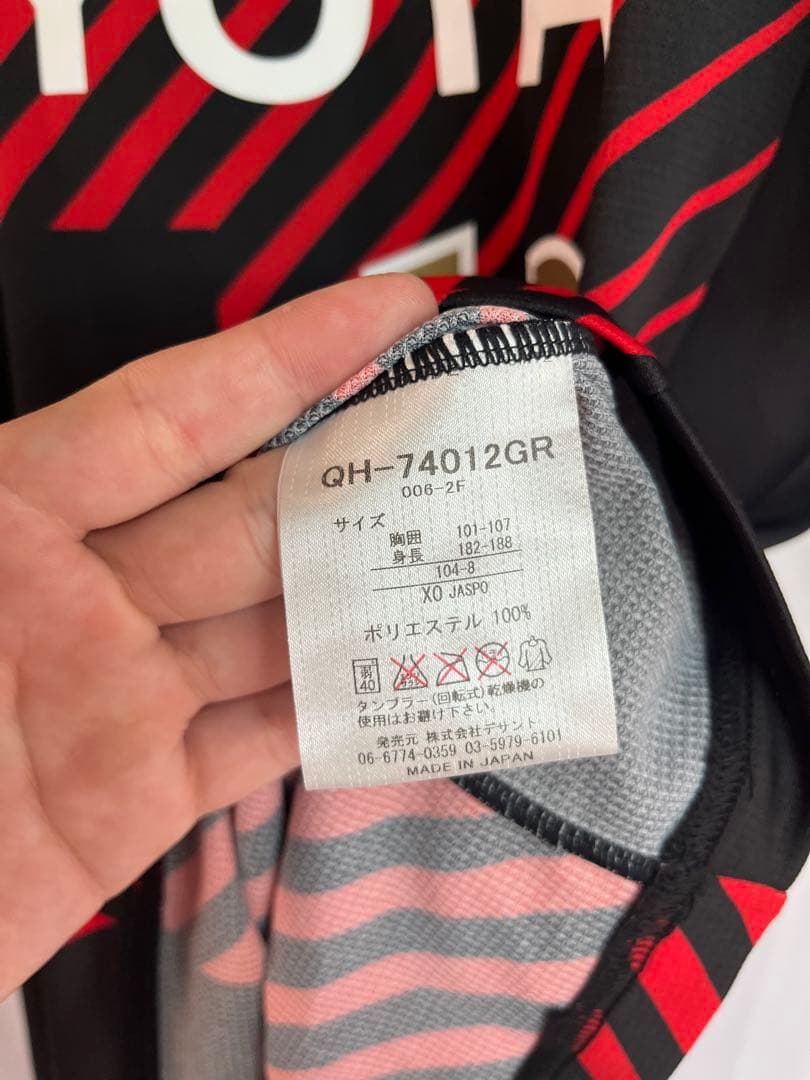 YOTA
QH-74012GR
006-2F
サイズ
胸囲 101-107
身長 182-188
104-8
XO JASPO
ポリエステル 100%
弱
40
タンブラー(回転式)乾燥機の
使用はお避け下さい。
発売元 株式会社デサント
06-6774-0359 03-5979-6101
MADE IN JAPAN